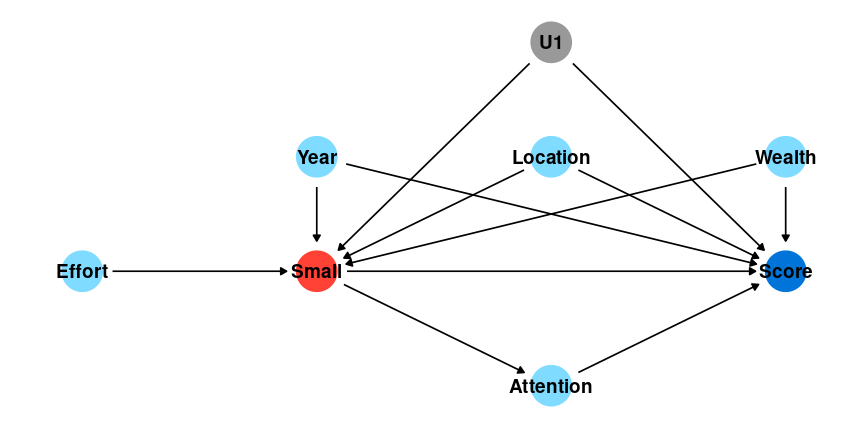 U1
Year
Location
Wealth
Effort
Small
Score
Attention